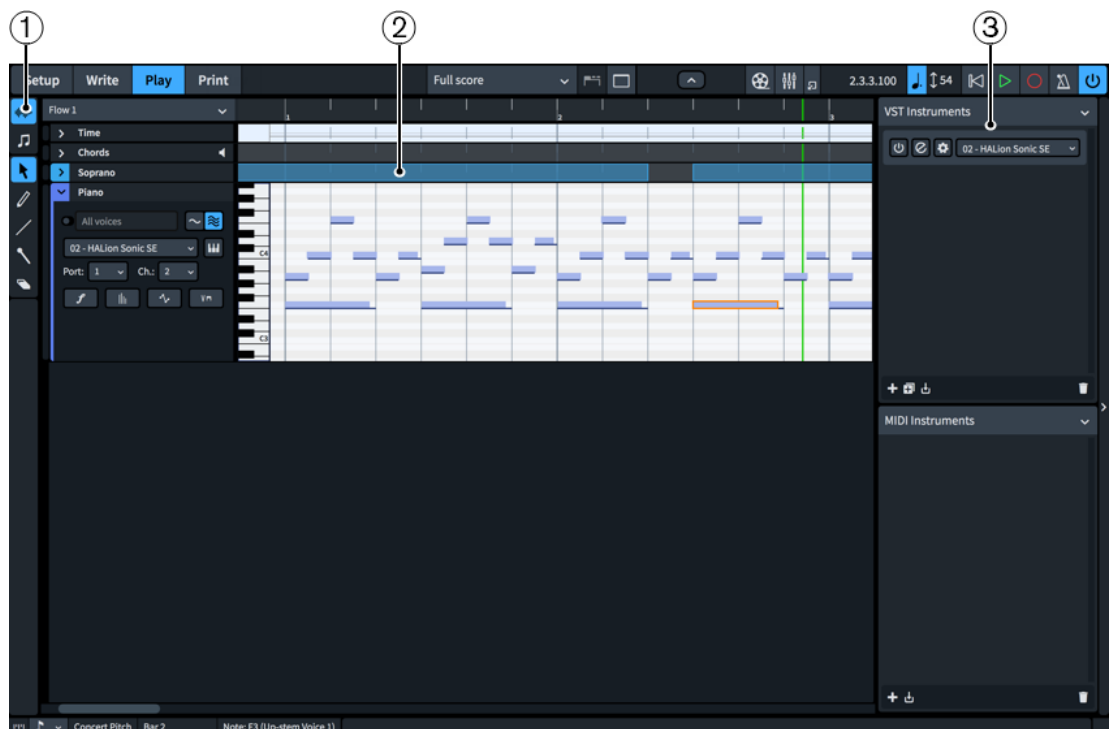 1 2 3
Setup Write Play Print Full score 2.3.3.100 54
Flow 1 1 2 3 VST Instruments
Time
Chords 02 - HALion Sonic SE
Soprano
Piano
All voices
02 - HALion Sonic SE C4
Port: 1 Ch.: 2
C3
MIDI Instruments
Concert Pitch Bar 2 Note: E3 (Up-stem Voice 1)